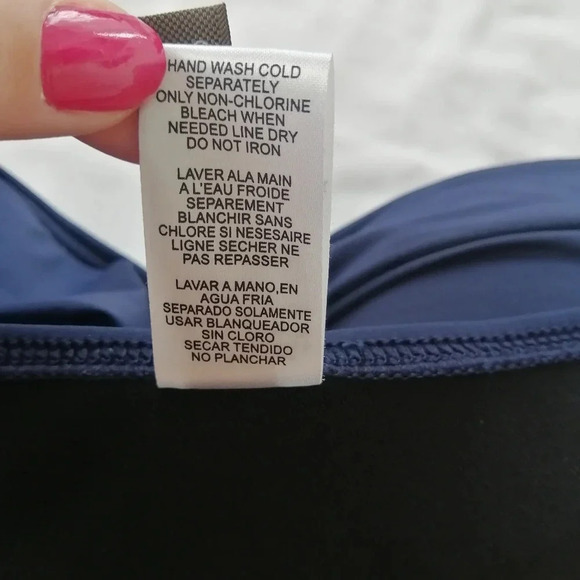 HAND WASH COLD
SEPARATELY
ONLY NON-CHLORINE
BLEACH WHEN
NEEDED LINE DRY
DO NOT IRON
LAVER ALA MAIN
A L'EAU FROIDE
SEPAREMENT
BLANCHIR SANS
CHLORE SI NESESAIRE
LIGNE SECHER NE
PAS REPASSER
LAVAR A MANO,EN
AGUA FRIA
SEPARADO SOLAMENTE
USAR BLANQUEADOR
SIN CLORO
SECAR TENDIDO
NO PLANCHAR